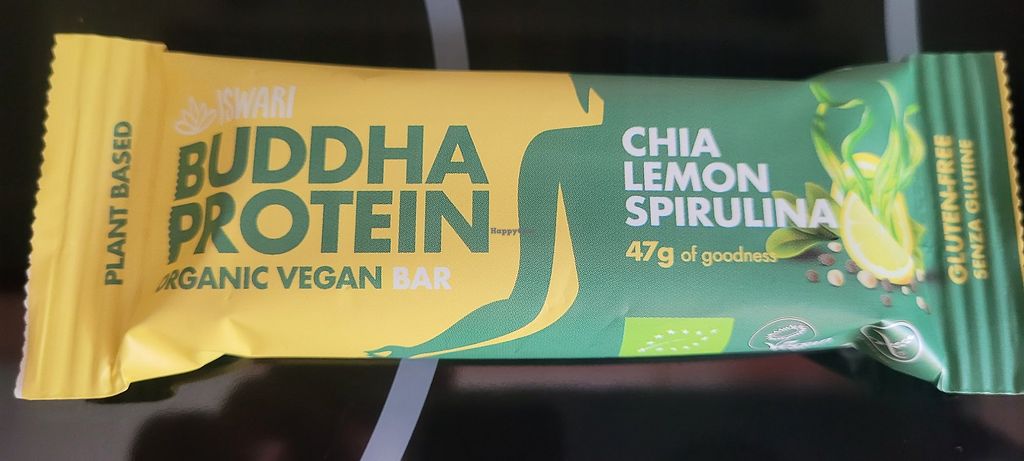 PLANT BASED
ISWARI
BUDDHA
PROTEIN
ORGANIC VEGAN BAR
CHIA
LEMON
SPIRULINA
47g of goodness
GLUTEN-FREE
SENZA GLUTINE